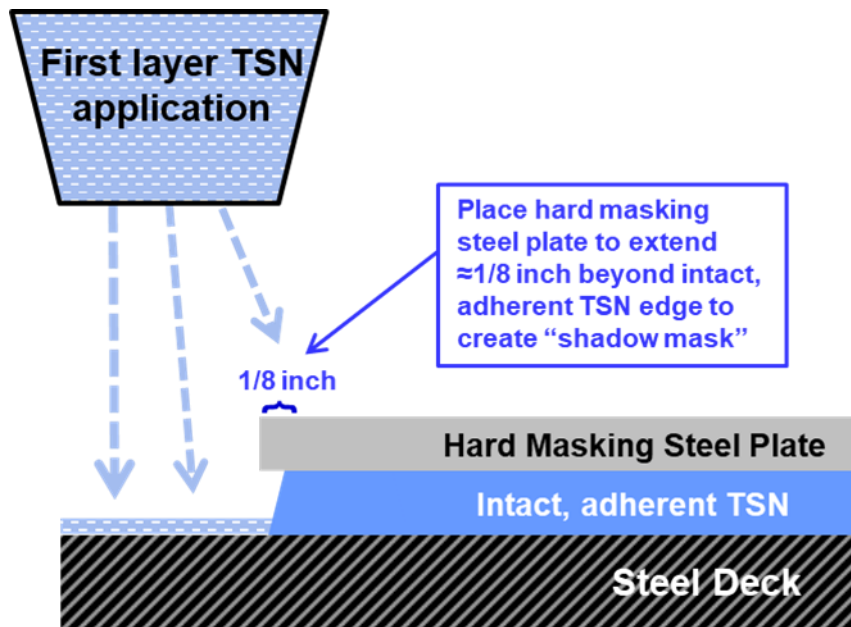 First layer TSN
application
Place hard masking
steel plate to extend
≈1/8 inch beyond intact,
adherent TSN edge to
create “shadow mask”
1/8 inch
Hard Masking Steel Plate
Intact, adherent TSN
Steel Deck